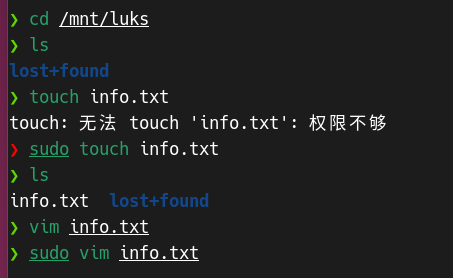 ❯ cd /mnt/luks
❯ ls
lost+found
❯ touch info.txt
touch: 无法 touch 'info.txt': 权限不够
❯ sudo touch info.txt
❯ ls
info.txt  lost+found
❯ vim info.txt
❯ sudo vim info.txt